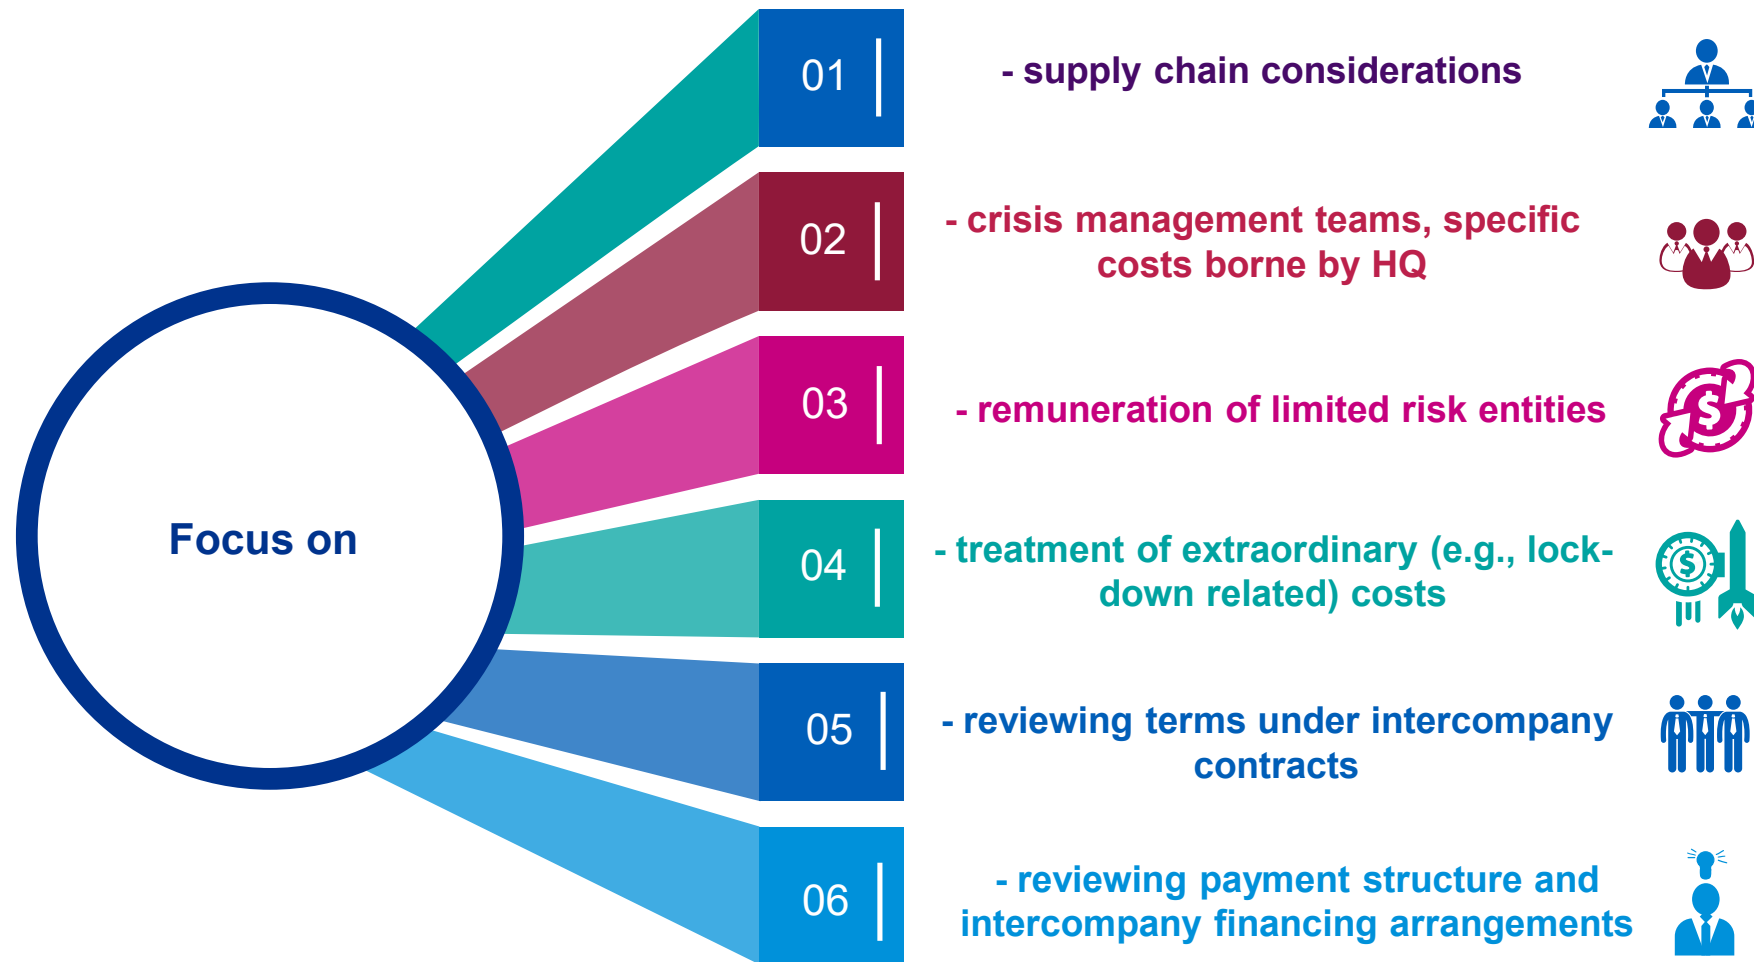 01
- supply chain considerations
02
- crisis management teams, specific
costs borne by HQ
03
- remuneration of limited risk entities
Focus on
04
- treatment of extraordinary (e.g., lock-
down related) costs
05
- reviewing terms under intercompany
contracts
06
- reviewing payment structure and
intercompany financing arrangements
$
$